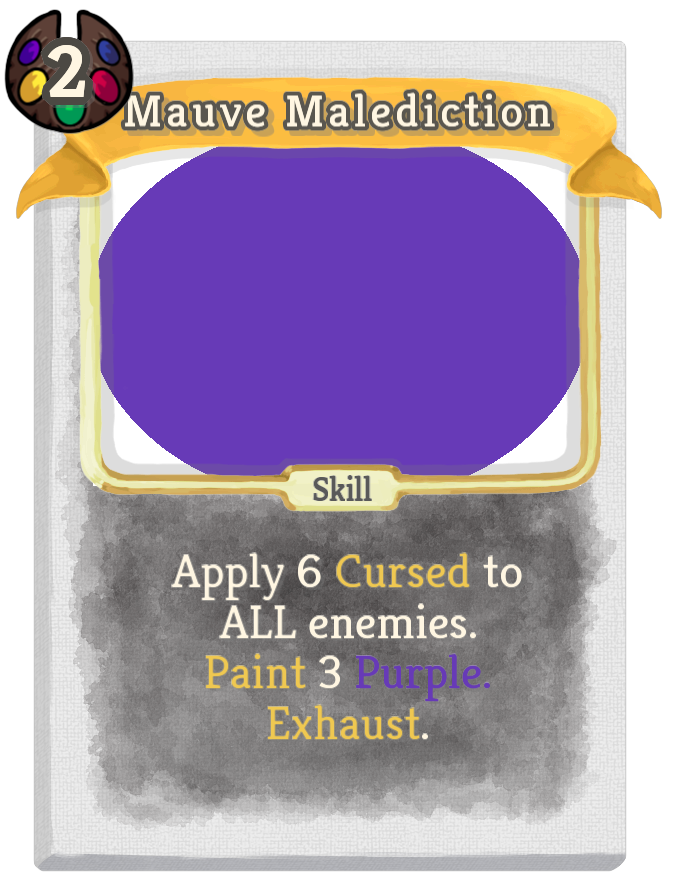 2
Mauve Malediction
Skill
Apply 6 Cursed to
ALL enemies.
Paint 3 Purple.
Exhaust.